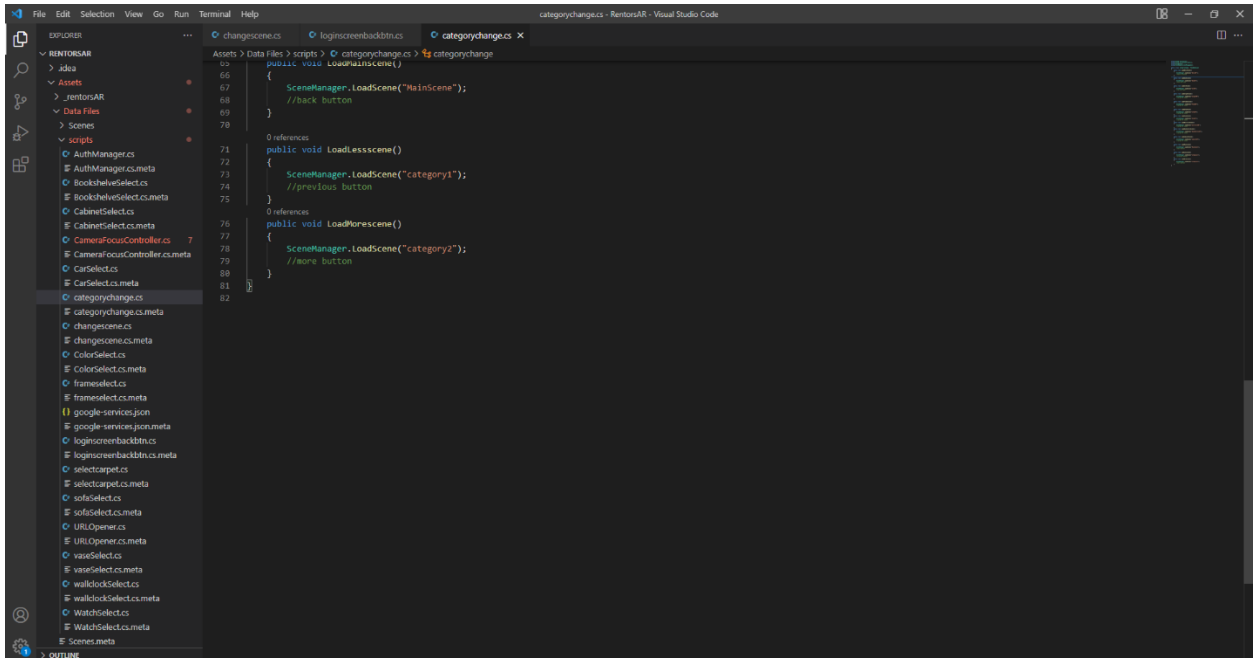 File Edit Selection View Go Run Terminal Help
categorychange.cs - RentorsAR - Visual Studio Code
EXPLORER
RENTORSAR
.idea
Assets
_rentorsAR
Data Files
Scenes
scripts
AuthManager.cs
AuthManager.cs.meta
BookshelveSelect.cs
BookshelveSelect.cs.meta
CabinetSelect.cs
CabinetSelect.cs.meta
CameraFocusController.cs 7
CameraFocusController.cs.meta
CarSelect.cs
CarSelect.cs.meta
categorychange.cs
categorychange.cs.meta
changescene.cs
changescene.cs.meta
ColorSelect.cs
ColorSelect.cs.meta
frameselect.cs
frameselect.cs.meta
{} google-services.json
google-services.json.meta
loginscreenbackbtn.cs
loginscreenbackbtn.cs.meta
selectcarpet.cs
selectcarpet.cs.meta
sofaSelect.cs
sofaSelect.cs.meta
URLOpener.cs
URLOpener.cs.meta
vaseSelect.cs
vaseSelect.cs.meta
wallclockSelect.cs
wallclockSelect.cs.meta
WatchSelect.cs
WatchSelect.cs.meta
Scenes.meta
OUTLINE
changescene.cs loginscreenbackbtn.cs categorychange.cs
Assets > Data Files > scripts > categorychange.cs > categorychange
65 public void LoadMainscene()
66 {
67 SceneManager.LoadScene("MainScene");
68 //back button
69 }
70
0 references
71 public void LoadLessscene()
72 {
73 SceneManager.LoadScene("category1");
74 //previous button
75 }
0 references
76 public void LoadMorescene()
77 {
78 SceneManager.LoadScene("category2");
79 //more button
80 }
81 }
82